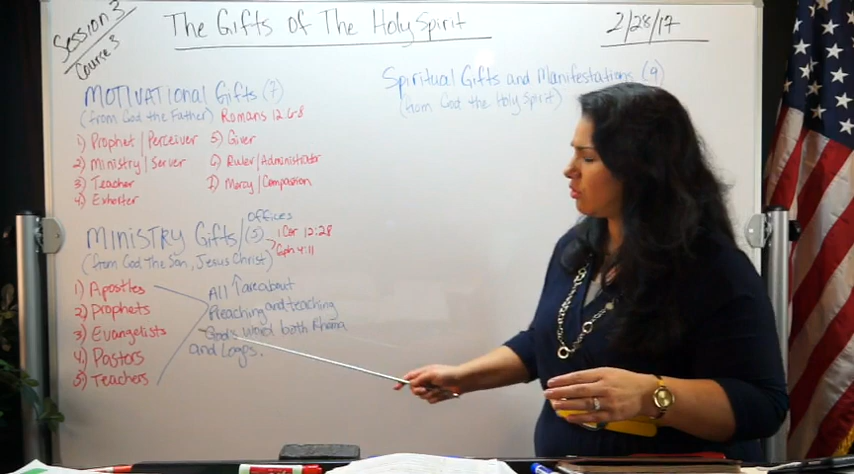 Session 3
Course 3
The Gifts of The Holy Spirit
2/28/17
MOTIVATIONAL Gifts (7)
(from God the Father) Romans 12:6-8
1) Prophet/Perceiver
2) Ministry/Server
3) Teacher
4) Exhorter
5) Giver
6) Ruler/Administrator
7) Mercy/Compassion
MINISTRY Gifts/offices (5)
1 Cor 12:28
Eph 4:11
(from God The Son, Jesus Christ)
1) Apostles
2) Prophets
3) Evangelists
4) Pastors
5) Teachers
All are about
Preaching and teaching
God's word both Rhama
and Logos.
Spiritual Gifts and Manifestations (9)
(from God the Holy Spirit)